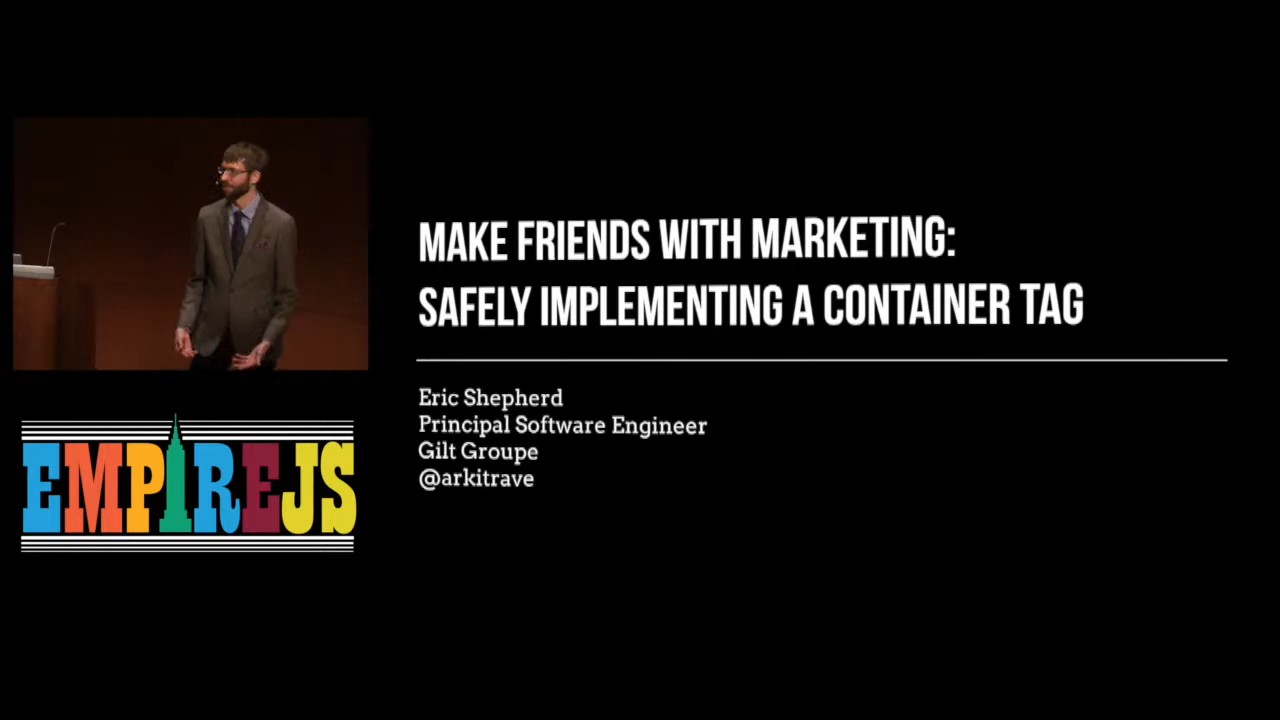 MAKE FRIENDS WITH MARKETING:
SAFELY IMPLEMENTING A CONTAINER TAG
Eric Shepherd
Principal Software Engineer
Gilt Groupe
@arkitrave
EMPIREJS